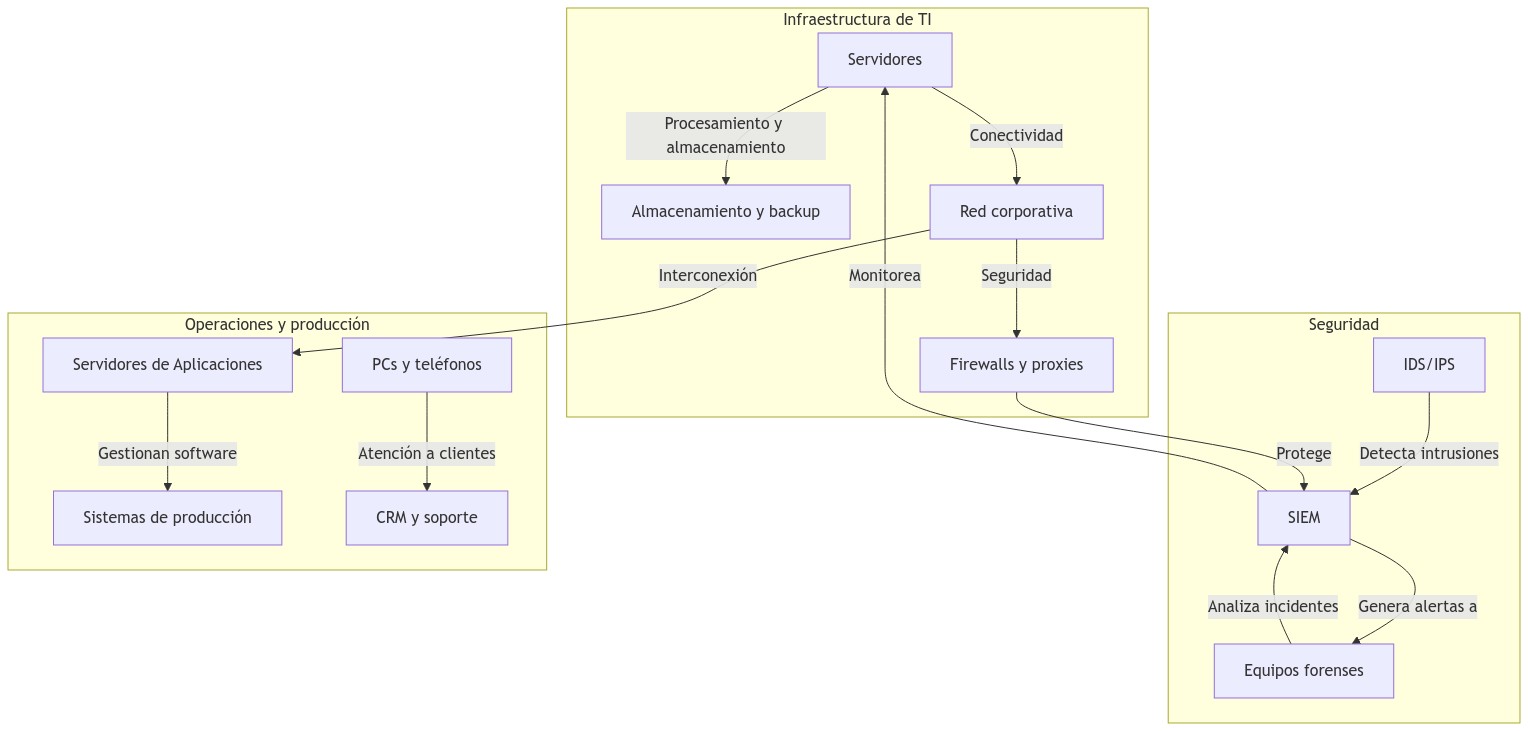 Infraestructura de TI
Servidores
Procesamiento y
almacenamiento
Conectividad
Almacenamiento y backup
Red corporativa
Interconexión
Monitorea
Seguridad
Firewalls y proxies
Operaciones y producción
Servidores de Aplicaciones
PCs y teléfonos
Gestionan software
Atención a clientes
Sistemas de producción
CRM y soporte
Seguridad
IDS/IPS
Protege
Detecta intrusiones
SIEM
Analiza incidentes
Genera alertas a
Equipos forenses